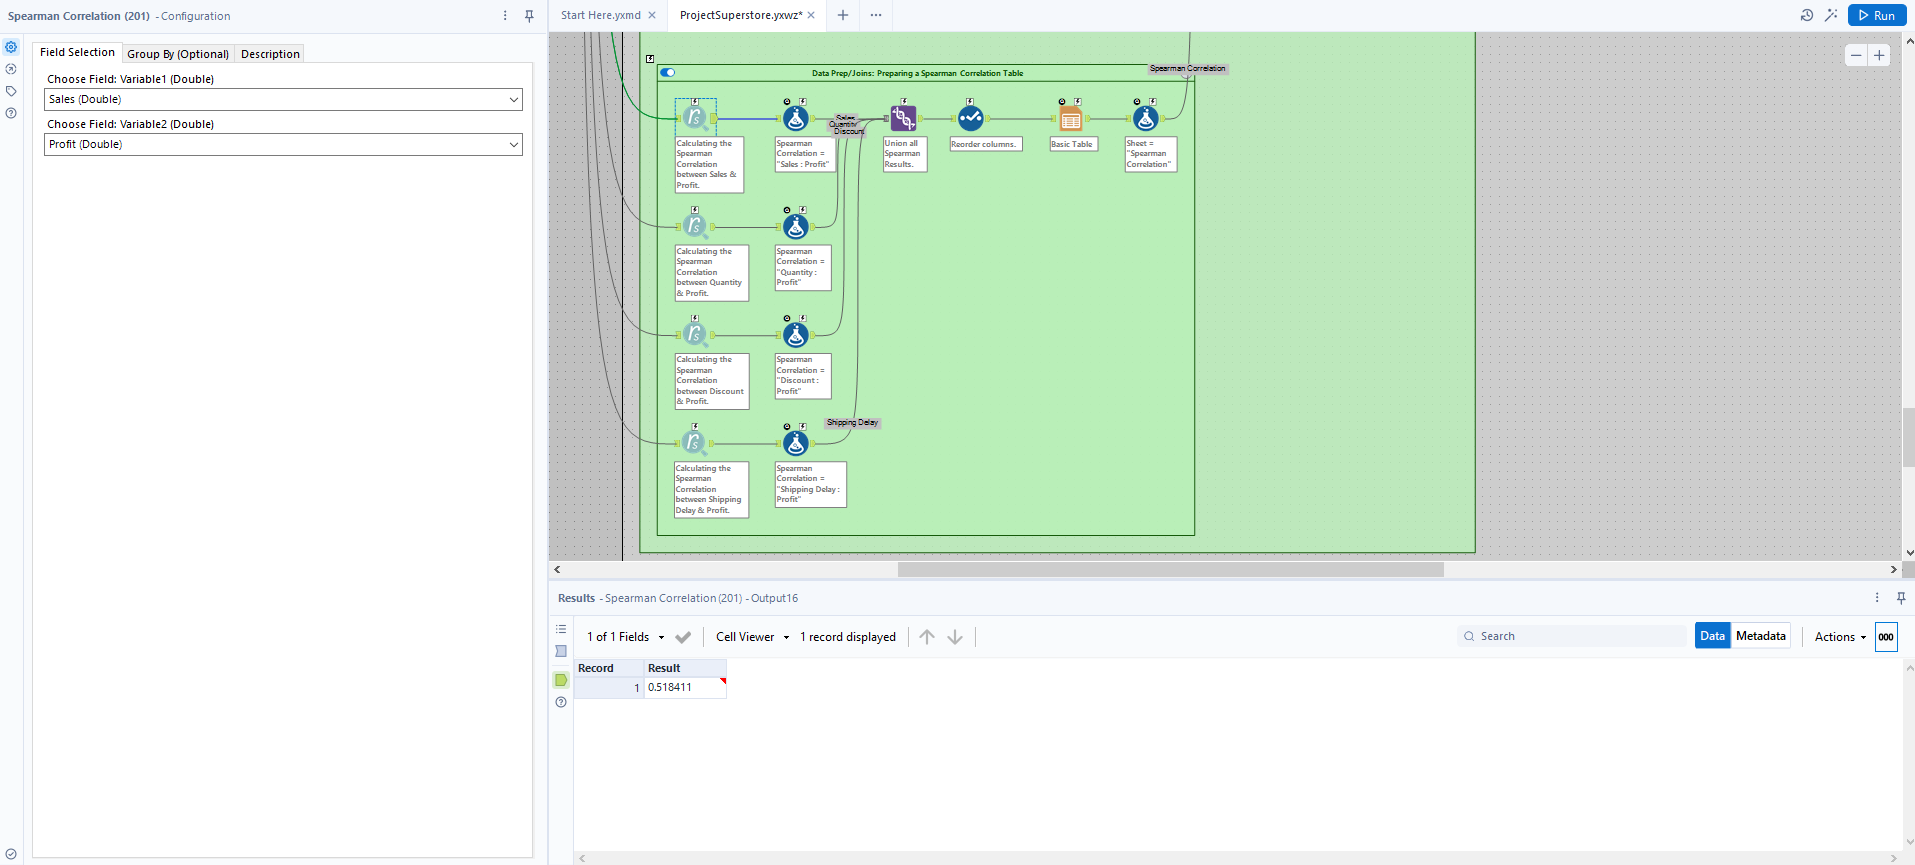 Spearman Correlation (201) - Configuration
Start Here.yxmd
ProjectSuperstore.yxwz*
Run
Field Selection
Group By (Optional)
Description
Choose Field: Variable1 (Double)
Sales (Double)
Choose Field: Variable2 (Double)
Profit (Double)
Data Prep/Joins: Preparing a Spearman Correlation Table
Spearman Correlation
Sales
Quantity
Discount
Calculating the
Spearman
Correlation
between Sales &
Profit.
Spearman
Correlation =
"Sales : Profit"
Union all
Spearman
Results.
Reorder columns.
Basic Table
Sheet =
"Spearman
Correlation"
Calculating the
Spearman
Correlation
between Quantity
& Profit.
Spearman
Correlation =
"Quantity :
Profit"
Calculating the
Spearman
Correlation
between Discount
& Profit.
Spearman
Correlation =
"Discount :
Profit"
Shipping Delay
Calculating the
Spearman
Correlation
between Shipping
Delay & Profit.
Spearman
Correlation =
"Shipping Delay :
Profit"
Results - Spearman Correlation (201) - Output16
1 of 1 Fields
Cell Viewer
1 record displayed
Search
Data
Metadata
Actions
000
Record Result
1 0.518411